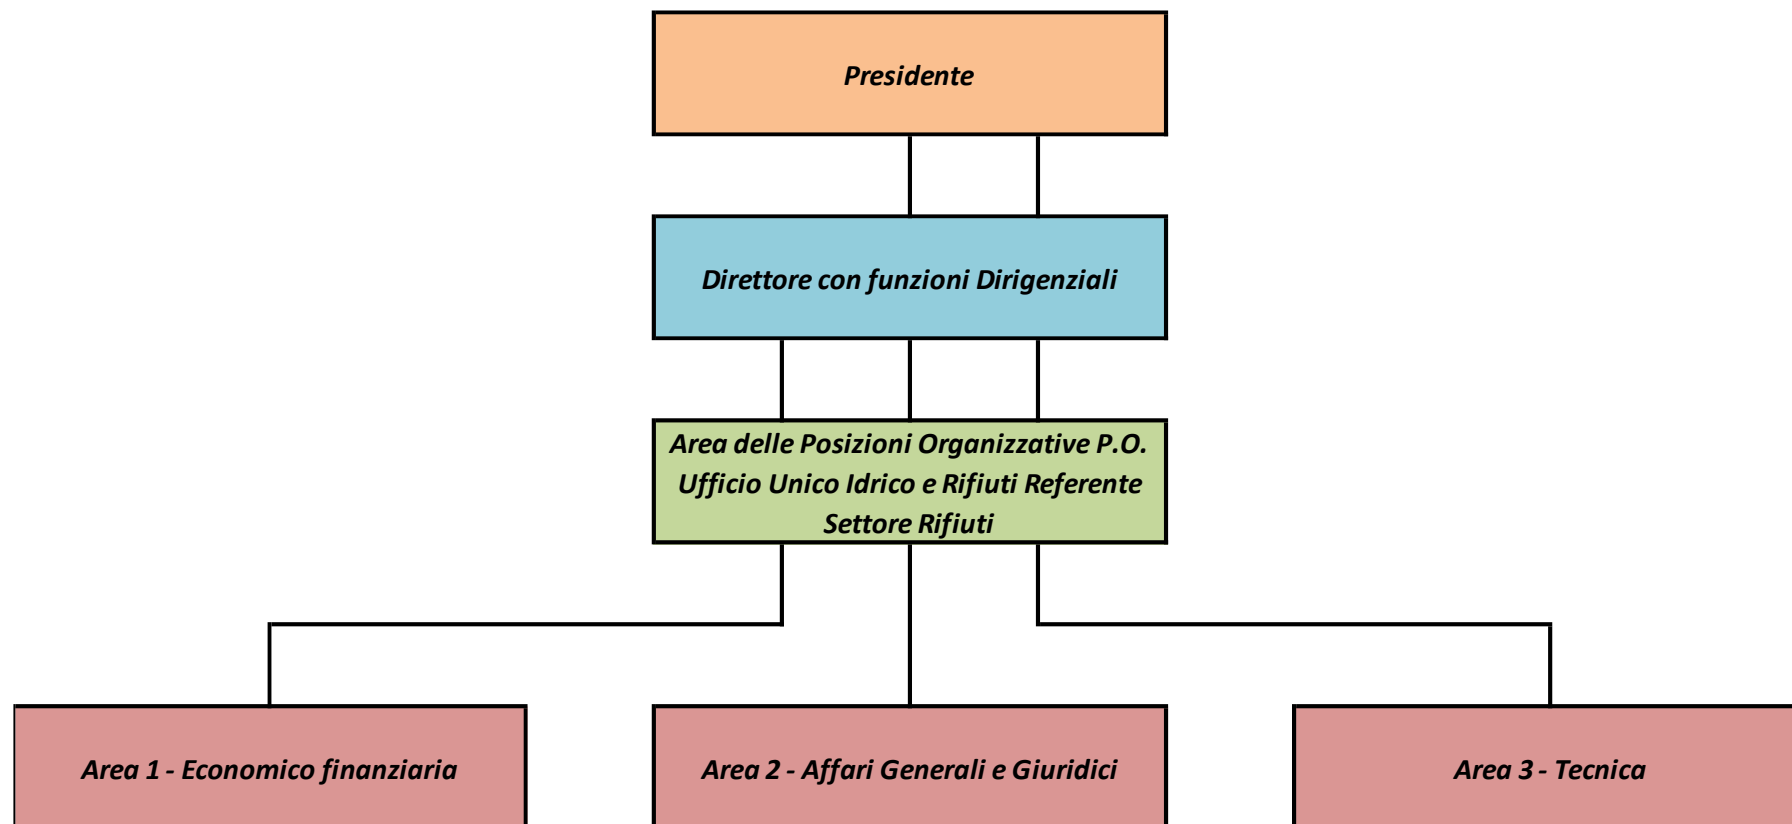 Presidente
Direttore con funzioni Dirigenziali
Area delle Posizioni Organizzative P.O.
Ufficio Unico Idrico e Rifiuti Referente
Settore Rifiuti
Area 1 - Economico finanziaria
Area 2 - Affari Generali e Giuridici
Area 3 - Tecnica